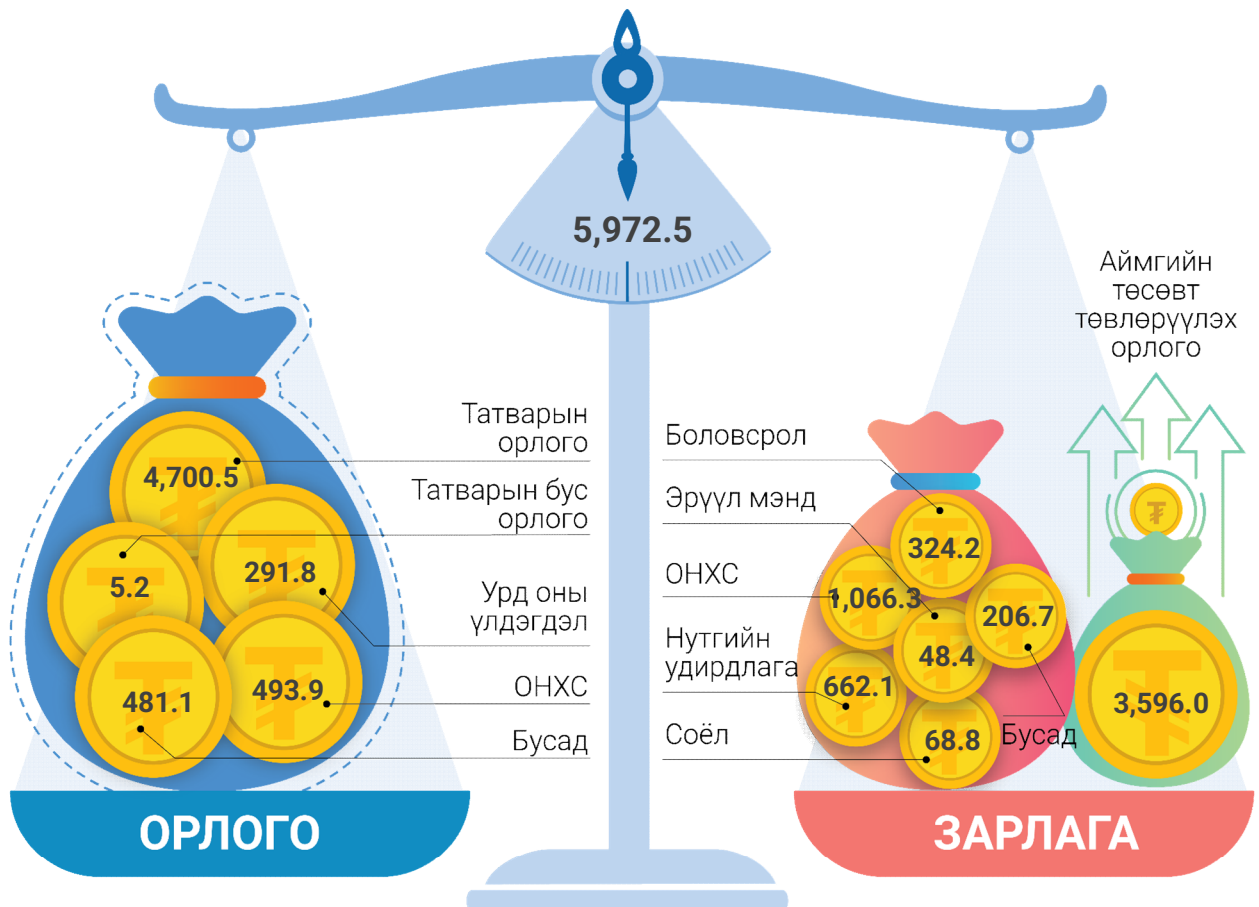 5,972.5
Аймгийн
төсөвт
төвлөрүүлэх
орлого
Татварын
орлого
4,700.5
Татварын бус
орлого
5.2
291.8
Урд оны
үлдэгдэл
ОНХС
493.9
481.1
Бусад
Боловсрол
324.2
Эрүүл мэнд
ОНХС
1,066.3
206.7
Нутгийн
удирдлага
48.4
662.1
Соёл
68.8
Бусад
3,596.0
₮
ОРЛОГО
ЗАРЛАГА